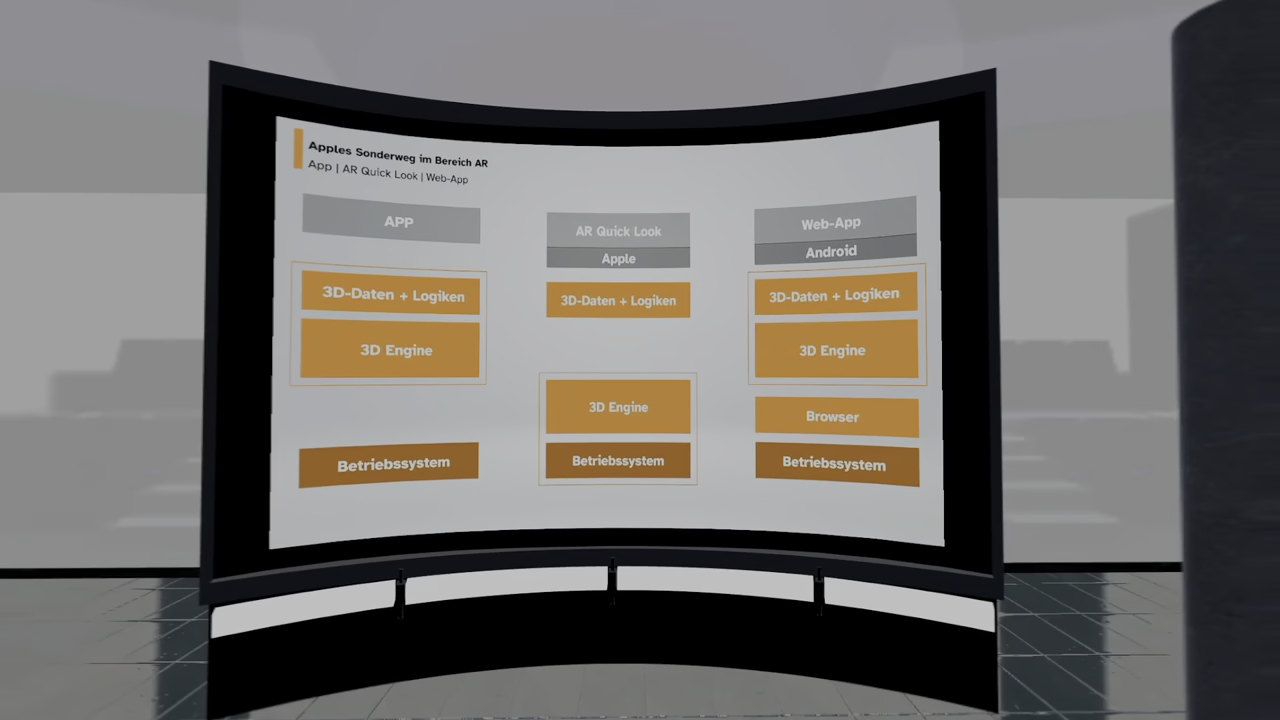 Apples Sonderweg im Bereich AR
App | AR Quick Look | Web-App
APP
3D-Daten + Logiken
3D Engine
Betriebssystem
AR Quick Look
Apple
3D-Daten + Logiken
3D Engine
Betriebssystem
Web-App
Android
3D-Daten + Logiken
3D Engine
Browser
Betriebssystem